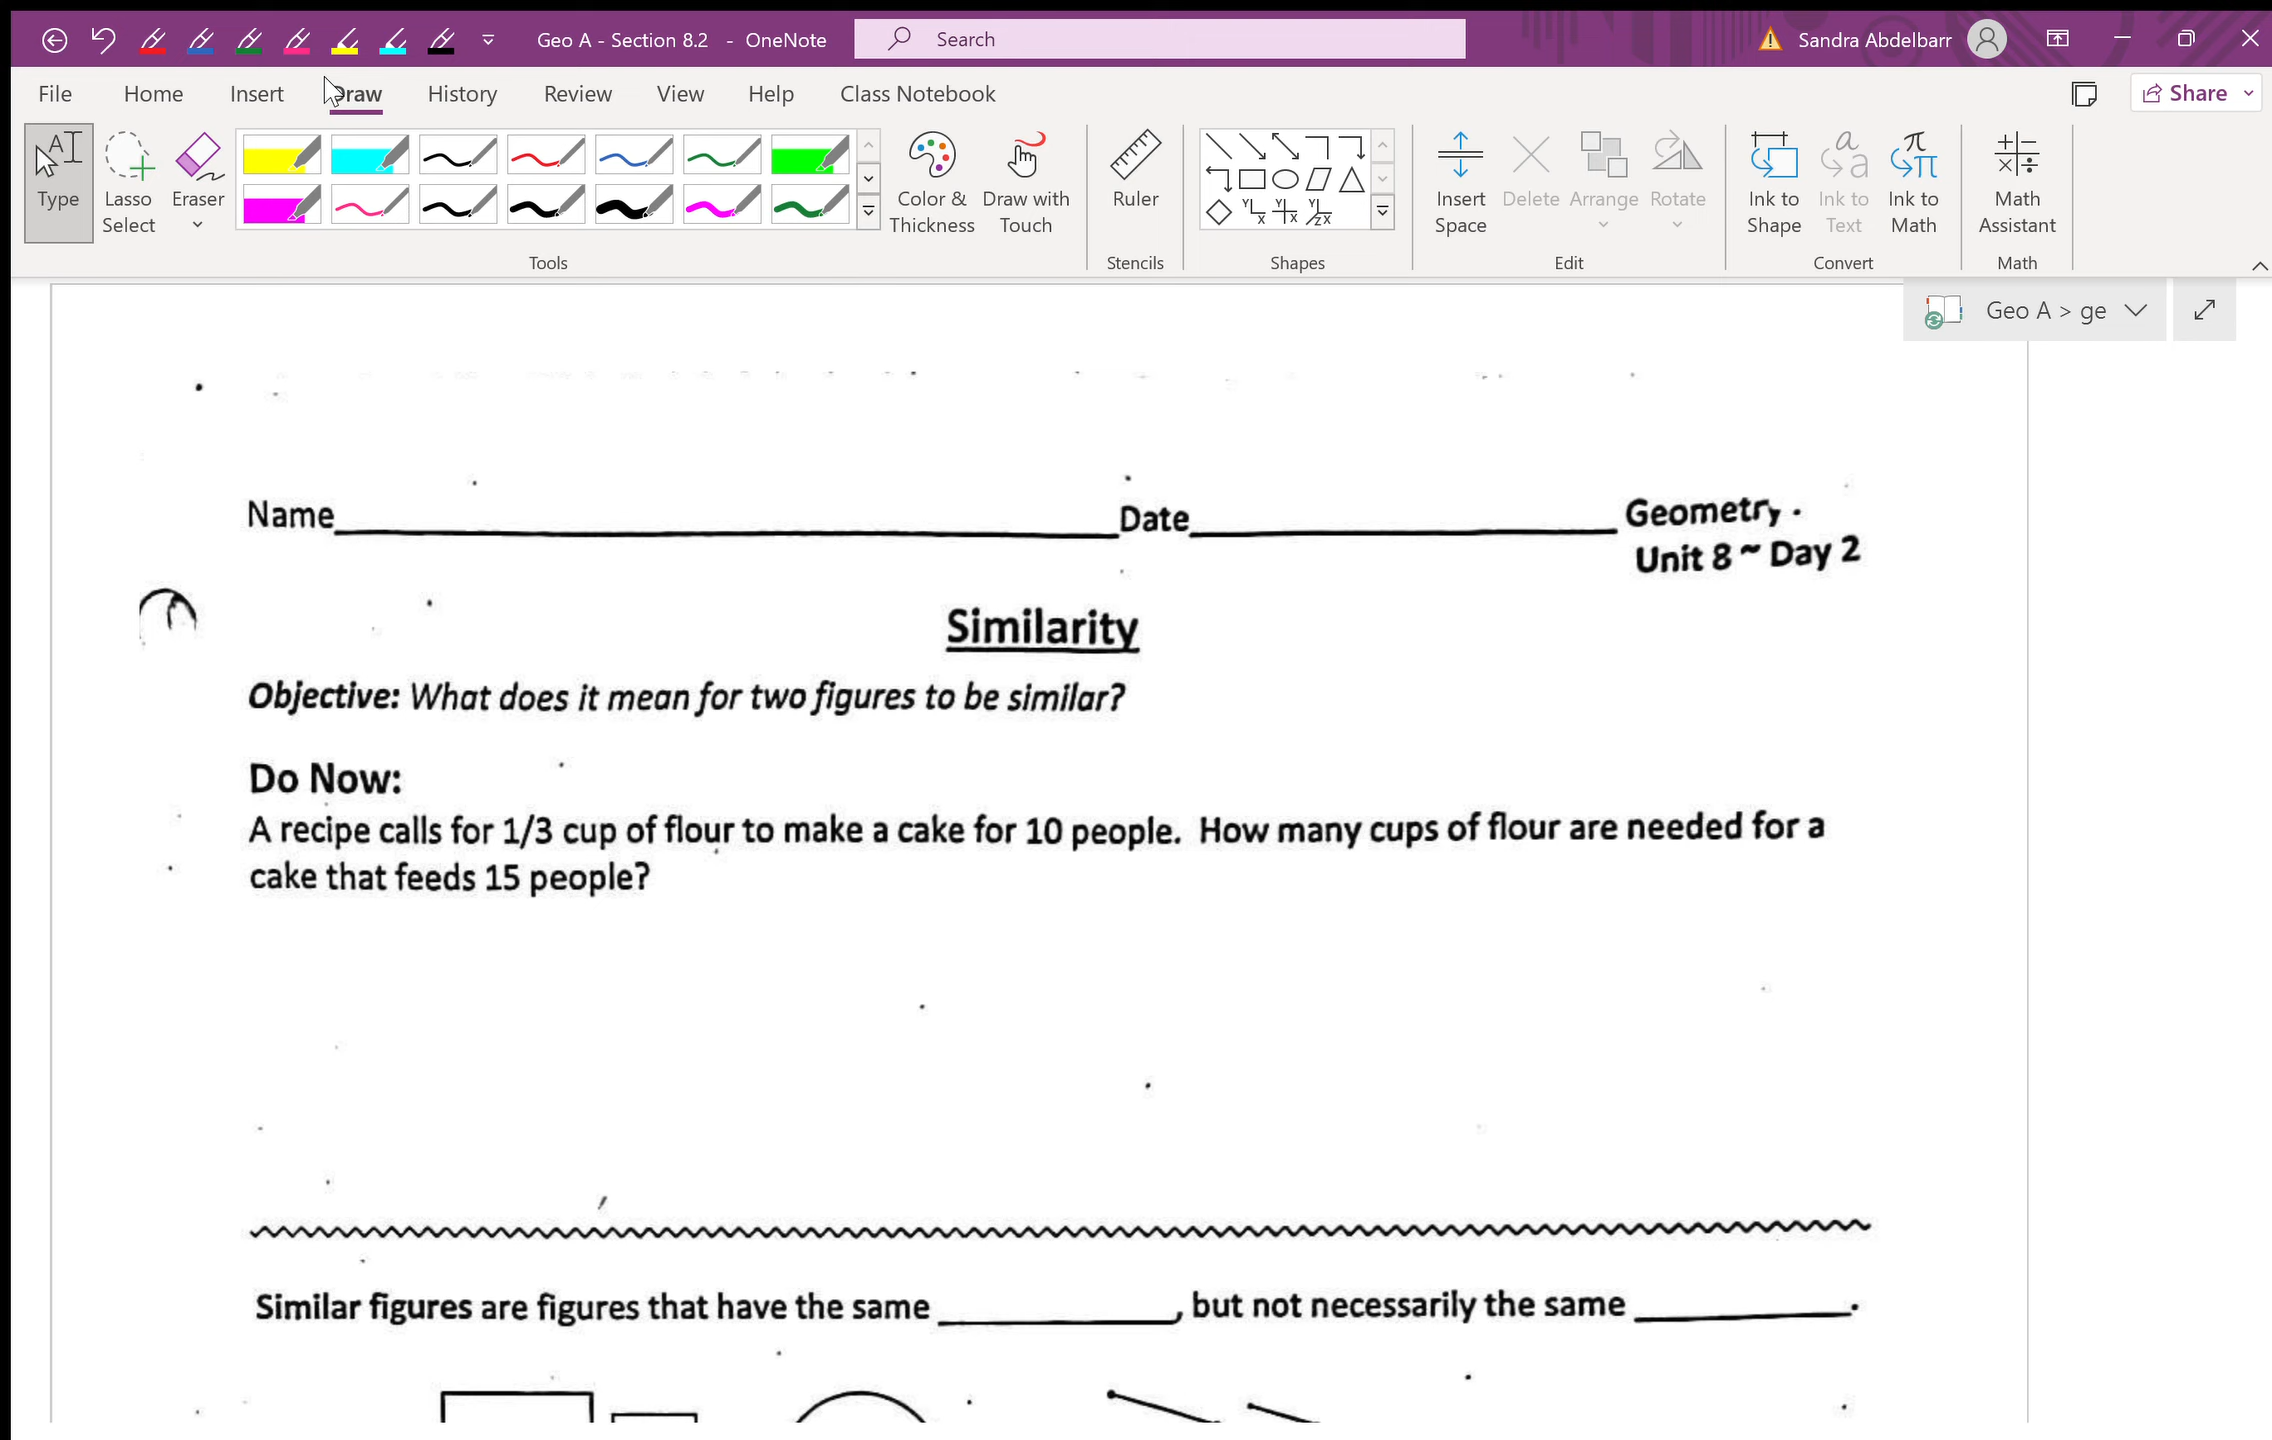 Geo A - Section 8.2 - OneNote
Search
Sandra Abdelbarr
File Home Insert Draw History Review View Help Class Notebook
Share
Type
Lasso Select
Eraser
Color & Thickness
Draw with Touch
Ruler
Insert Space
Delete
Arrange
Rotate
Ink to Shape
Ink to Text
Ink to Math
Math Assistant
Tools Stencils Shapes Edit Convert Math
Geo A > ge
Name Date Geometry
Unit 8 ~ Day 2
Similarity
Objective: What does it mean for two figures to be similar?
Do Now:
A recipe calls for 1/3 cup of flour to make a cake for 10 people. How many cups of flour are needed for a
cake that feeds 15 people?
Similar figures are figures that have the same ____________, but not necessarily the same ___________.